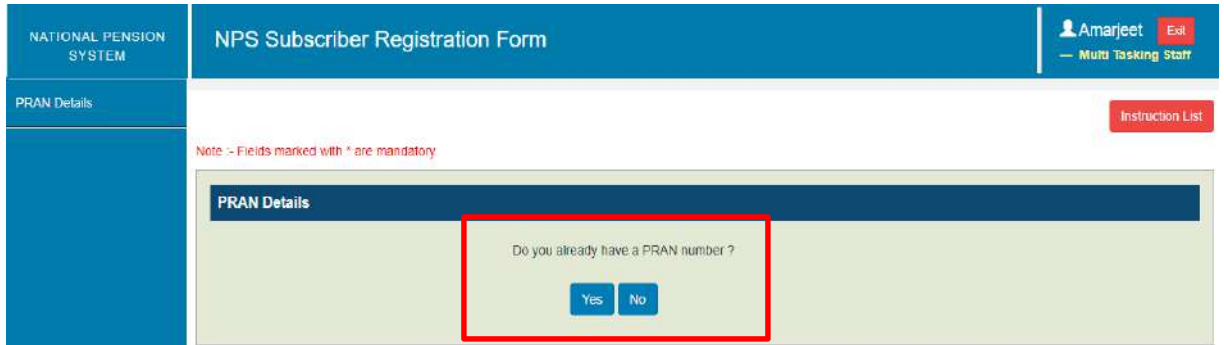 NATIONAL PENSION
SYSTEM
NPS Subscriber Registration Form
Amarjeet Exit
— Multi Tasking Staff
PRAN Details
Instruction List
Note :- Fields marked with * are mandatory
PRAN Details
Do you already have a PRAN number ?
Yes No